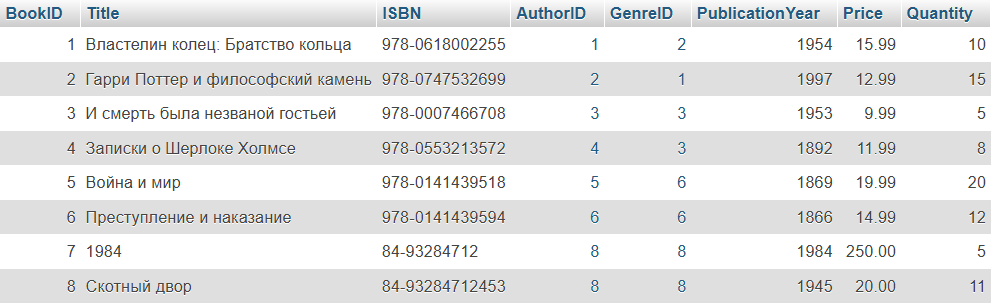 BookID Title ISBN AuthorID GenreID PublicationYear Price Quantity
1 Властелин колец: Братство кольца 978-0618002255 1 2 1954 15.99 10
2 Гарри Поттер и философский камень 978-0747532699 2 1 1997 12.99 15
3 И смерть была незваной гостьей 978-0007466708 3 3 1953 9.99 5
4 Записки о Шерлоке Холмсе 978-0553213572 4 3 1892 11.99 8
5 Война и мир 978-0141439518 5 6 1869 19.99 20
6 Преступление и наказание 978-0141439594 6 6 1866 14.99 12
7 1984 84-93284712 8 8 1984 250.00 5
8 Скотный двор 84-93284712453 8 8 1945 20.00 11